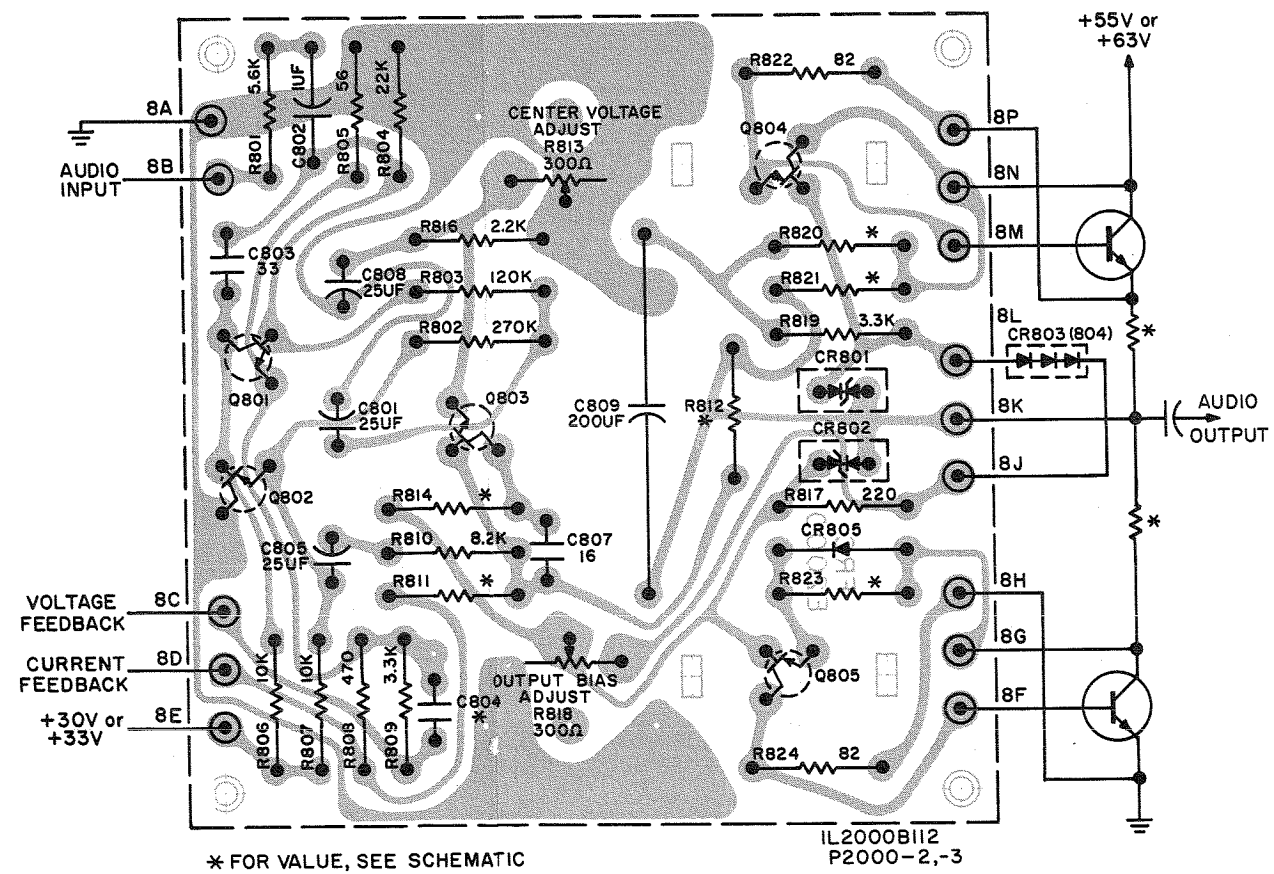 +55V or
+63V
5.6K
1UF
56
22K
R801
C802
R805
R804
8A
AUDIO
INPUT
8B
CENTER VOLTAGE
ADJUST
R813
300Ω
R822 82
Q804
8P
8N
8M
C803
33
C808
25UF
R816 2.2K
R803 120K
R802 270K
R820 *
R821 *
R819 3.3K
8L
CR803(804)
*
Q801
C801
25UF
Q803
C809
200UF
R812
*
CR801
CR802
8K
AUDIO
OUTPUT
8J
Q802
R814 *
R810 8.2K
R811 *
C805
25UF
C807
16
R817 220
CR805
R823 *
*
8H
VOLTAGE
FEEDBACK
8C
CURRENT
FEEDBACK
8D
+30V or
+33V
8E
10K
10K
470
3.3K
R806
R807
R808
R809
C804
*
OUTPUT BIAS
ADJUST
R818
300Ω
Q805
8G
8F
R824 82
1L2000B112
P2000-2,-3
* FOR VALUE, SEE SCHEMATIC